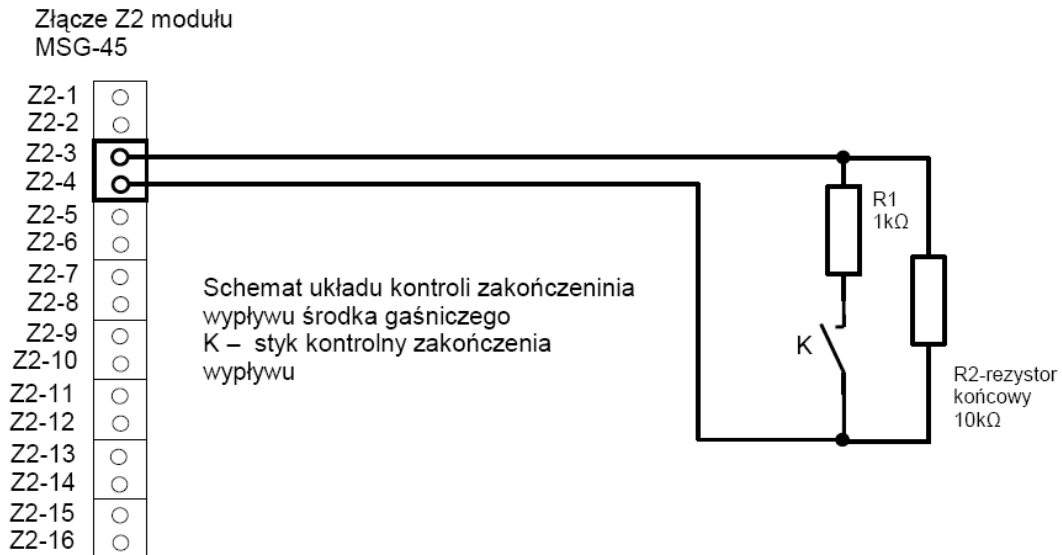 Złącze Z2 modułu
MSG-45
Z2-1
Z2-2
Z2-3
Z2-4
Z2-5
Z2-6
Z2-7
Z2-8
Z2-9
Z2-10
Z2-11
Z2-12
Z2-13
Z2-14
Z2-15
Z2-16
Schemat układu kontroli zakończeninia
wypływu środka gaśniczego
K – styk kontrolny zakończenia
wypływu
R1
1kΩ
K
R2-rezystor
końcowy
10kΩ